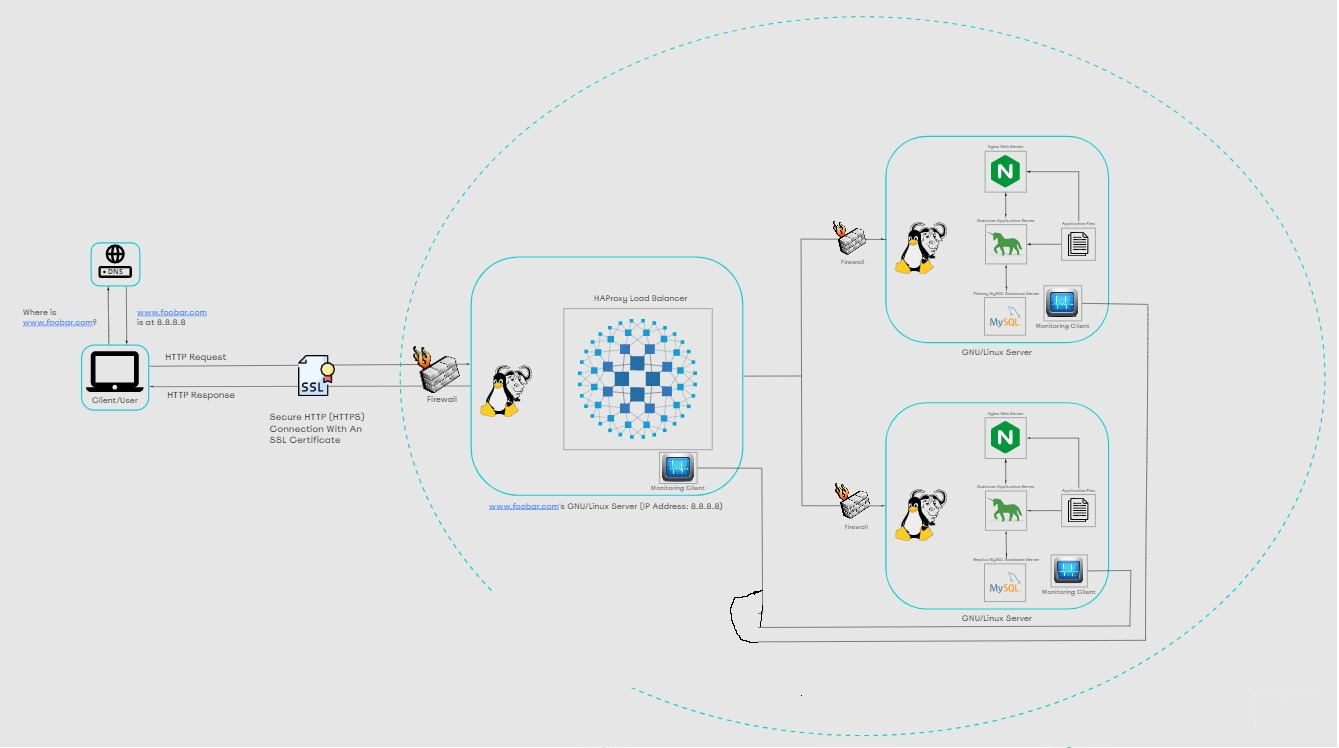 DNS
Where is
www.foobar.com?
www.foobar.com
is at 8.8.8.8
Client/User
HTTP Request
HTTP Response
SSL
Secure HTTP (HTTPS)
Connection With An
SSL Certificate
Firewall
HAProxy Load Balancer
Monitoring Client
www.foobar.com's GNU/Linux Server (IP Address: 8.8.8.8)
Firewall
Nginx Web Server
N
Application Server
Application Files
Primary MySQL Database Server
MySQL
Monitoring Client
GNU/Linux Server
Firewall
Nginx Web Server
N
Application Server
Application Files
Replica MySQL Database Server
MySQL
Monitoring Client
GNU/Linux Server